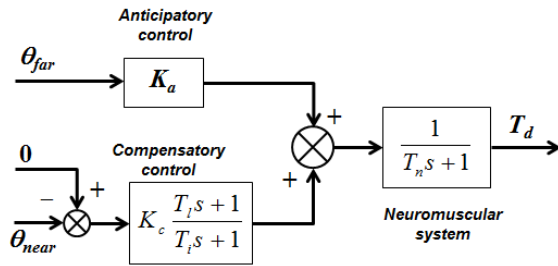 Anticipatory
control
θfar
Ka
+
Compensatory
control
0
+
−
θnear
Kc (Tl s + 1) / (Ti s + 1)
+
1 / (Tn s + 1)
Td
Neuromuscular
system